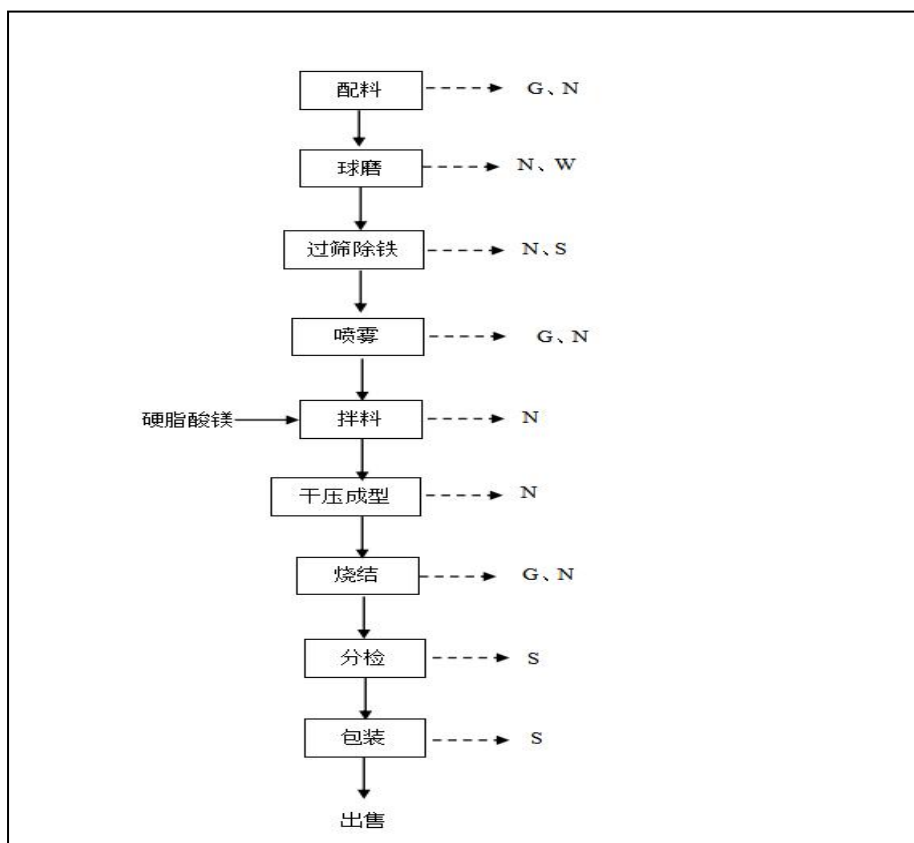 配料 G、N
球磨 N、W
过筛除铁 N、S
喷雾 G、N
硬脂酸镁 拌料 N
干压成型 N
烧结 G、N
分检 S
包装 S
出售